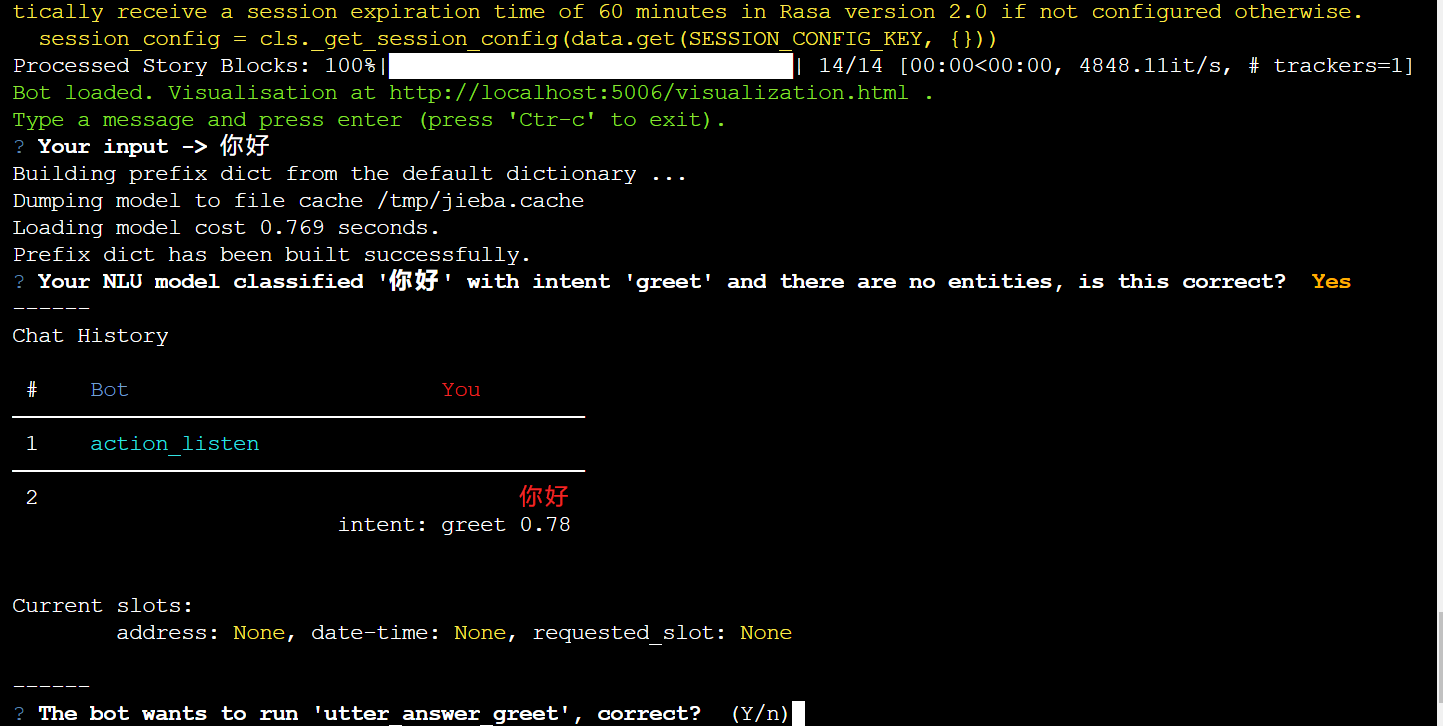 tically receive a session expiration time of 60 minutes in Rasa version 2.0 if not configured otherwise.
  session_config = cls._get_session_config(data.get(SESSION_CONFIG_KEY, {}))
Processed Story Blocks: 100%|██████████| 14/14 [00:00<00:00, 4848.11it/s, # trackers=1]
Bot loaded. Visualisation at http://localhost:5006/visualization.html .
Type a message and press enter (press 'Ctr-c' to exit).
? Your input -> 你好
Building prefix dict from the default dictionary ...
Dumping model to file cache /tmp/jieba.cache
Loading model cost 0.769 seconds.
Prefix dict has been built successfully.
? Your NLU model classified '你好' with intent 'greet' and there are no entities, is this correct?  Yes
------
Chat History
# Bot You
1 action_listen
2 你好
intent: greet 0.78
Current slots:
address: None, date-time: None, requested_slot: None
------
? The bot wants to run 'utter_answer_greet', correct?  (Y/n)